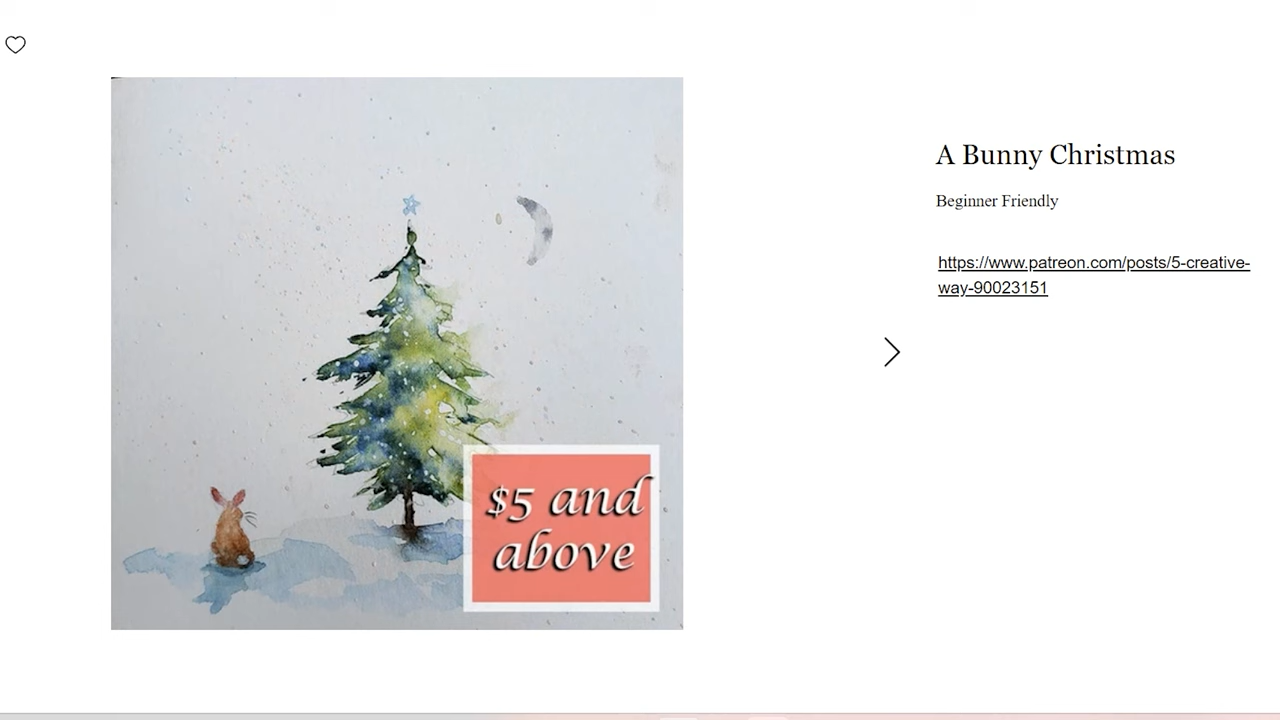 A Bunny Christmas
Beginner Friendly
https://www.patreon.com/posts/5-creative-
way-90023151
$5 and
above